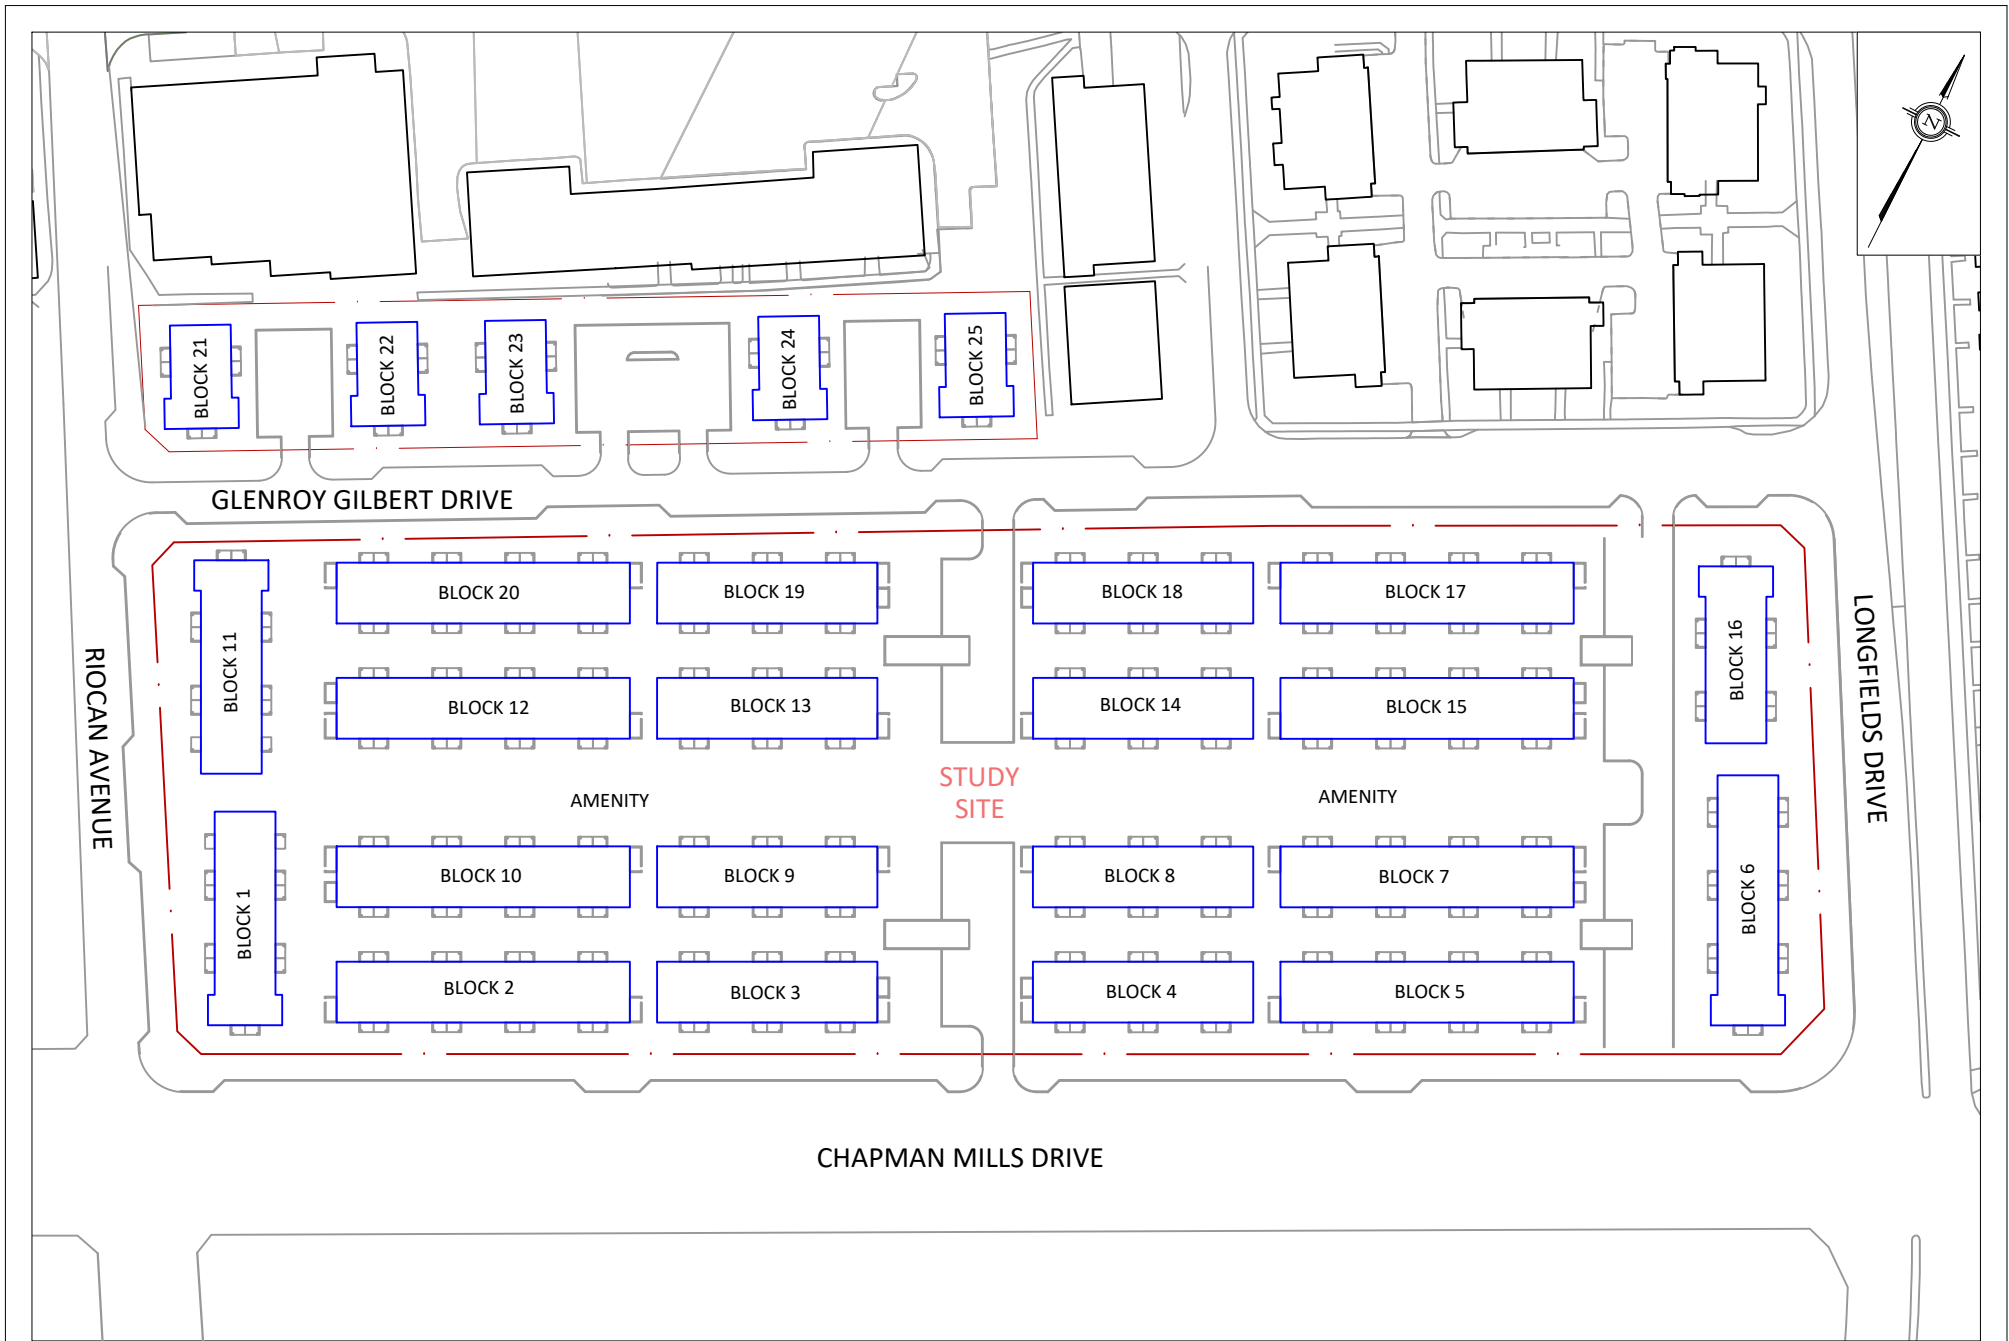 N
BLOCK 21
BLOCK 22
BLOCK 23
BLOCK 24
BLOCK 25
GLENROY GILBERT DRIVE
BLOCK 11
BLOCK 20
BLOCK 19
BLOCK 18
BLOCK 17
BLOCK 16
RIOCAN AVENUE
LONGFIELDS DRIVE
BLOCK 12
BLOCK 13
BLOCK 14
BLOCK 15
STUDY
SITE
AMENITY
AMENITY
BLOCK 1
BLOCK 10
BLOCK 9
BLOCK 8
BLOCK 7
BLOCK 6
BLOCK 2
BLOCK 3
BLOCK 4
BLOCK 5
CHAPMAN MILLS DRIVE